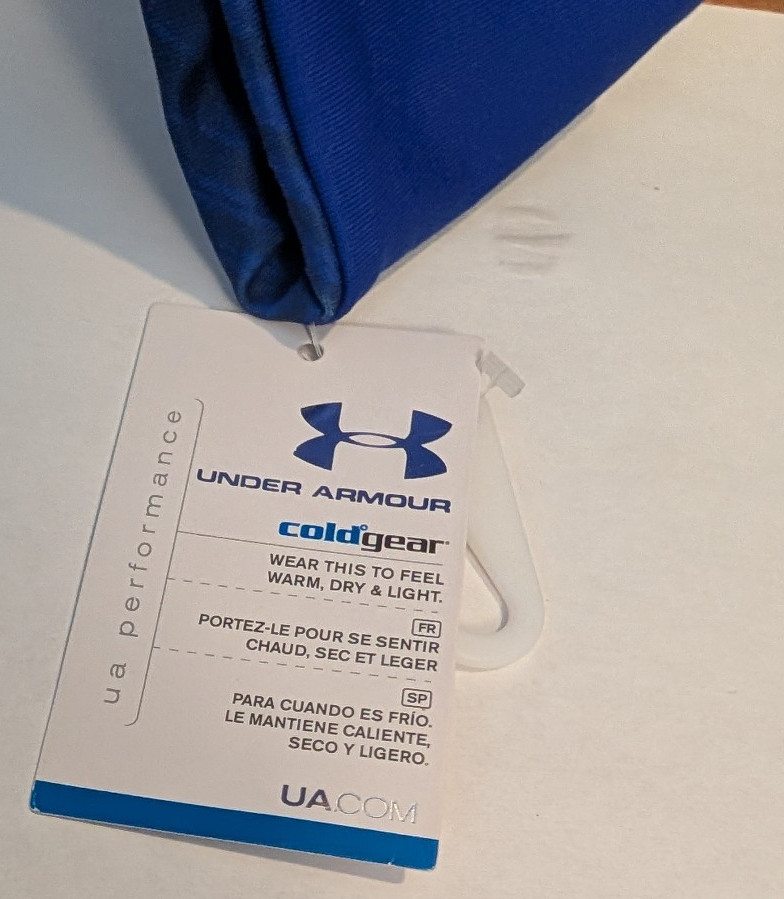 ua performance
UNDER ARMOUR
coldgear
WEAR THIS TO FEEL
WARM, DRY & LIGHT.
FR
PORTEZ-LE POUR SE SENTIR
CHAUD, SEC ET LEGER
SP
PARA CUANDO ES FRÍO.
LE MANTIENE CALIENTE,
SECO Y LIGERO.
UA.COM